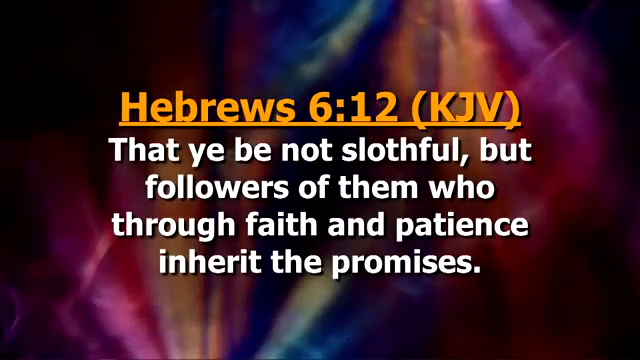 Hebrews 6:12 (KJV)
That ye be not slothful, but
followers of them who
through faith and patience
inherit the promises.